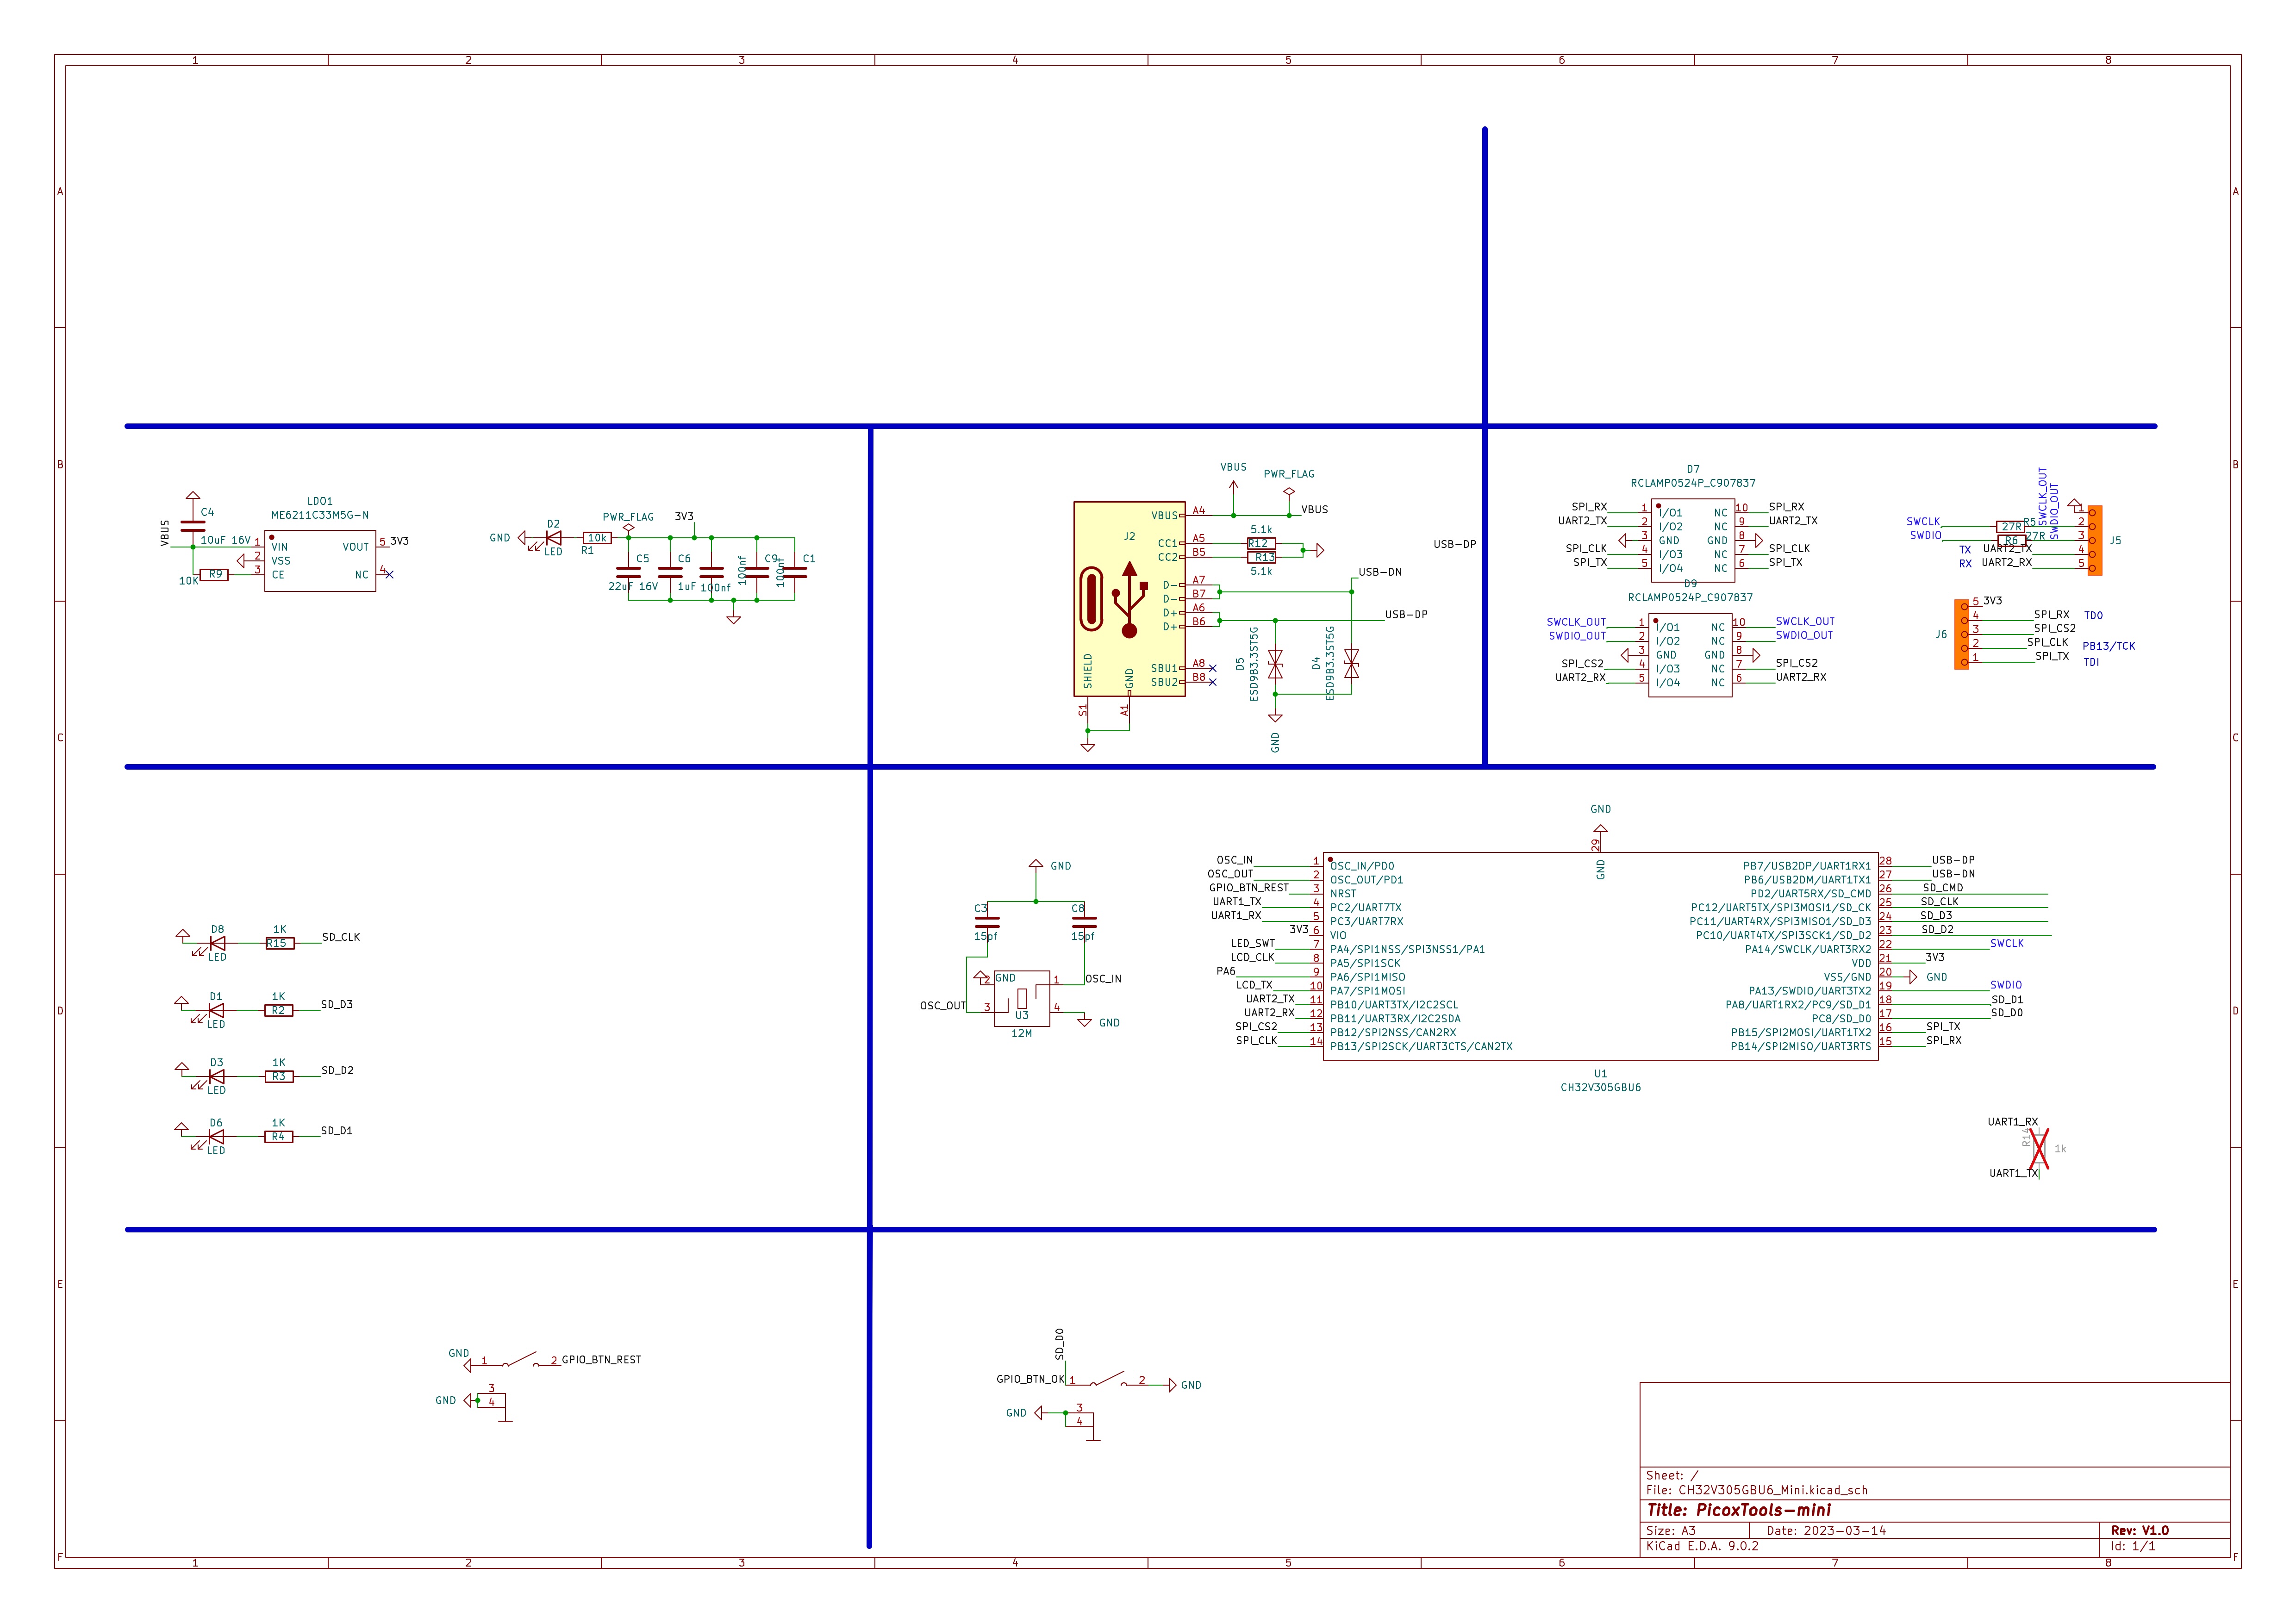 1 2 3 4 5 6 7 8
A A
B B
C C
D D
E E
F F
LDO1
ME6211C33M5G-N
C4
10uF 16V
VBUS
1 VIN VOUT 5 3V3
2 VSS
3 CE NC 4
10K R9
GND D2 LED
10k R1
PWR_FLAG
3V3
C5 C6 C9 C1
22uF 16V 1uF 100nf 100nf 100nf
VBUS
PWR_FLAG
J2
VBUS A4 VBUS
CC1 A5 R12 5.1k
CC2 B5 R13 5.1k
D- A7 USB-DN
D- B7
D+ A6 USB-DP
D+ B6
SBU1 A8
SBU2 B8
SHIELD GND
S1 A1
D5 ESD9B3.3ST5G
D4 ESD9B3.3ST5G
GND
USB-DP
D7
RCLAMP0524P_C907837
SPI_RX 1 I/O1 NC 10 SPI_RX
UART2_TX 2 I/O2 NC 9 UART2_TX
3 GND GND 8
SPI_CLK 4 I/O3 NC 7 SPI_CLK
SPI_TX 5 I/O4 NC 6 SPI_TX
D9
RCLAMP0524P_C907837
SWCLK_OUT 1 I/O1 NC 10 SWCLK_OUT
SWDIO_OUT 2 I/O2 NC 9 SWDIO_OUT
3 GND GND 8
SPI_CS2 4 I/O3 NC 7 SPI_CS2
UART2_RX 5 I/O4 NC 6 UART2_RX
SWCLK_OUT
SWDIO_OUT
1
SWCLK 27R R5 2
SWDIO R6 27R 3 J5
TX UART2_TX 4
RX UART2_RX 5
5 3V3
4 SPI_RX TD0
J6 3 SPI_CS2
2 SPI_CLK PB13/TCK
1 SPI_TX TDI
D8 LED 1K R15 SD_CLK
D1 LED 1K R2 SD_D3
D3 LED 1K R3 SD_D2
D6 LED 1K R4 SD_D1
GND
C3 C8
15pf 15pf
2 GND 1 OSC_IN
OSC_OUT 3 U3 4 GND
12M
GND
29
GND
OSC_IN 1 OSC_IN/PD0 PB7/USB2DP/UART1RX1 28 USB-DP
OSC_OUT 2 OSC_OUT/PD1 PB6/USB2DM/UART1TX1 27 USB-DN
GPIO_BTN_REST 3 NRST PD2/UART5RX/SD_CMD 26 SD_CMD
UART1_TX 4 PC2/UART7TX PC12/UART5TX/SPI3MOSI1/SD_CK 25 SD_CLK
UART1_RX 5 PC3/UART7RX PC11/UART4RX/SPI3MISO1/SD_D3 24 SD_D3
3V3 6 VIO PC10/UART4TX/SPI3SCK1/SD_D2 23 SD_D2
LED_SWT 7 PA4/SPI1NSS/SPI3NSS1/PA1 PA14/SWCLK/UART3RX2 22 SWCLK
LCD_CLK 8 PA5/SPI1SCK VDD 21 3V3
PA6 9 PA6/SPI1MISO VSS/GND 20 GND
LCD_TX 10 PA7/SPI1MOSI PA13/SWDIO/UART3TX2 19 SWDIO
UART2_TX 11 PB10/UART3TX/I2C2SCL PA8/UART1RX2/PC9/SD_D1 18 SD_D1
UART2_RX 12 PB11/UART3RX/I2C2SDA PC8/SD_D0 17 SD_D0
SPI_CS2 13 PB12/SPI2NSS/CAN2RX PB15/SPI2MOSI/UART1TX2 16 SPI_TX
SPI_CLK 14 PB13/SPI2SCK/UART3CTS/CAN2TX PB14/SPI2MISO/UART3RTS 15 SPI_RX
U1
CH32V305GBU6
UART1_RX
R14 1k
UART1_TX
GND 1 2 GPIO_BTN_REST
GND 3
4
SD_D0
GPIO_BTN_OK 1 2 GND
GND 3
4
Sheet: /
File: CH32V305GBU6_Mini.kicad_sch
Title: PicoxTools-mini
Size: A3 Date: 2023-03-14 Rev: V1.0
KiCad E.D.A. 9.0.2 Id: 1/1
1 2 3 4 5 6 7 8